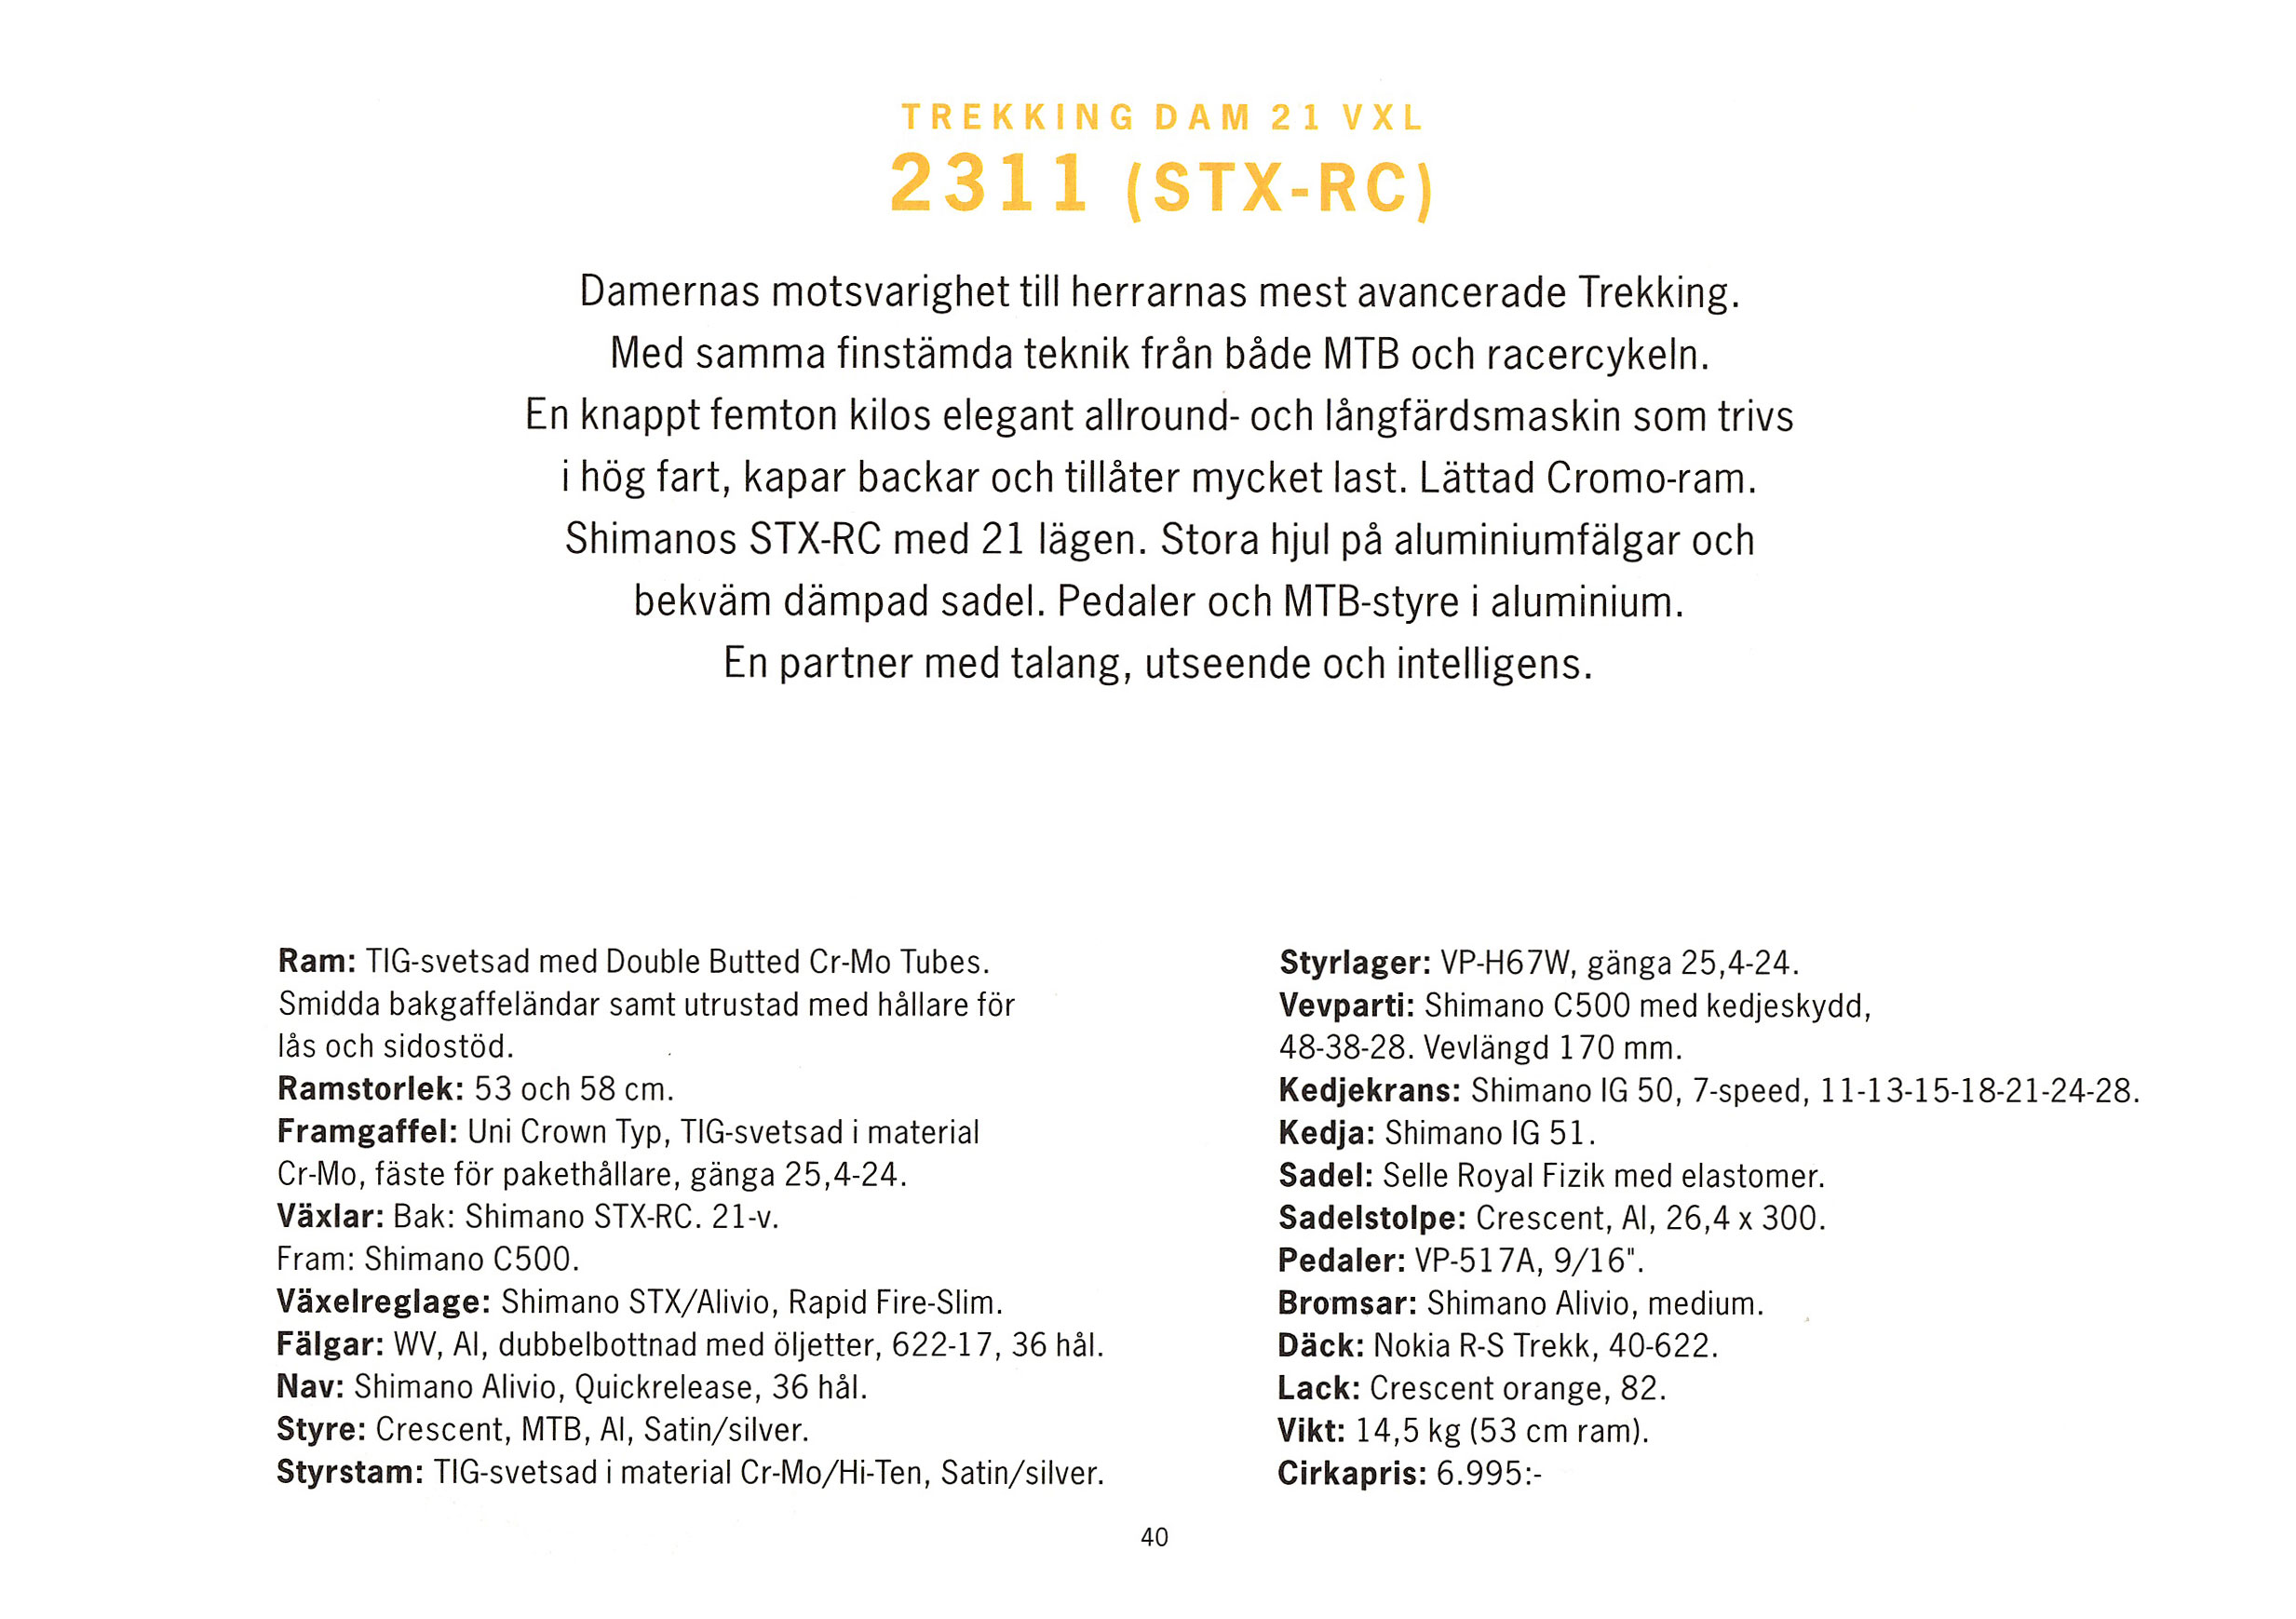 TREKKING DAM 21 VXL
2311 (STX-RC)
Damernas motsvarighet till herrarnas mest avancerade Trekking.
Med samma finstämda teknik från både MTB och racercykeln.
En knappt femton kilos elegant allround- och långfärdsmaskin som trivs
i hög fart, kapar backar och tillåter mycket last. Lättad Cromo-ram.
Shimanos STX-RC med 21 lägen. Stora hjul på aluminiumfälgar och
bekväm dämpad sadel. Pedaler och MTB-styre i aluminium.
En partner med talang, utseende och intelligens.
Ram: TIG-svetsad med Double Butted Cr-Mo Tubes.
Smidda bakgaffeländar samt utrustad med hållare för
lås och sidostöd.
Ramstorlek: 53 och 58 cm.
Framgaffel: Uni Crown Typ, TIG-svetsad i material
Cr-Mo, fäste för pakethållare, gänga 25,4-24.
Växlar: Bak: Shimano STX-RC. 21-v.
Fram: Shimano C500.
Växelreglage: Shimano STX/Alivio, Rapid Fire-Slim.
Fälgar: WV, Al, dubbelbottnad med öljetter, 622-17, 36 hål.
Nav: Shimano Alivio, Quickrelease, 36 hål.
Styre: Crescent, MTB, Al, Satin/silver.
Styrstam: TIG-svetsad i material Cr-Mo/Hi-Ten, Satin/silver.
Styrlager: VP-H67W, gänga 25,4-24.
Vevparti: Shimano C500 med kedjeskydd,
48-38-28. Vevlängd 170 mm.
Kedjekrans: Shimano IG 50, 7-speed, 11-13-15-18-21-24-28.
Kedja: Shimano IG 51.
Sadel: Selle Royal Fizik med elastomer.
Sadelstolpe: Crescent, Al, 26,4 x 300.
Pedaler: VP-517A, 9/16".
Bromsar: Shimano Alivio, medium.
Däck: Nokia R-S Trekk, 40-622.
Lack: Crescent orange, 82.
Vikt: 14,5 kg (53 cm ram).
Cirkapris: 6.995:-
40